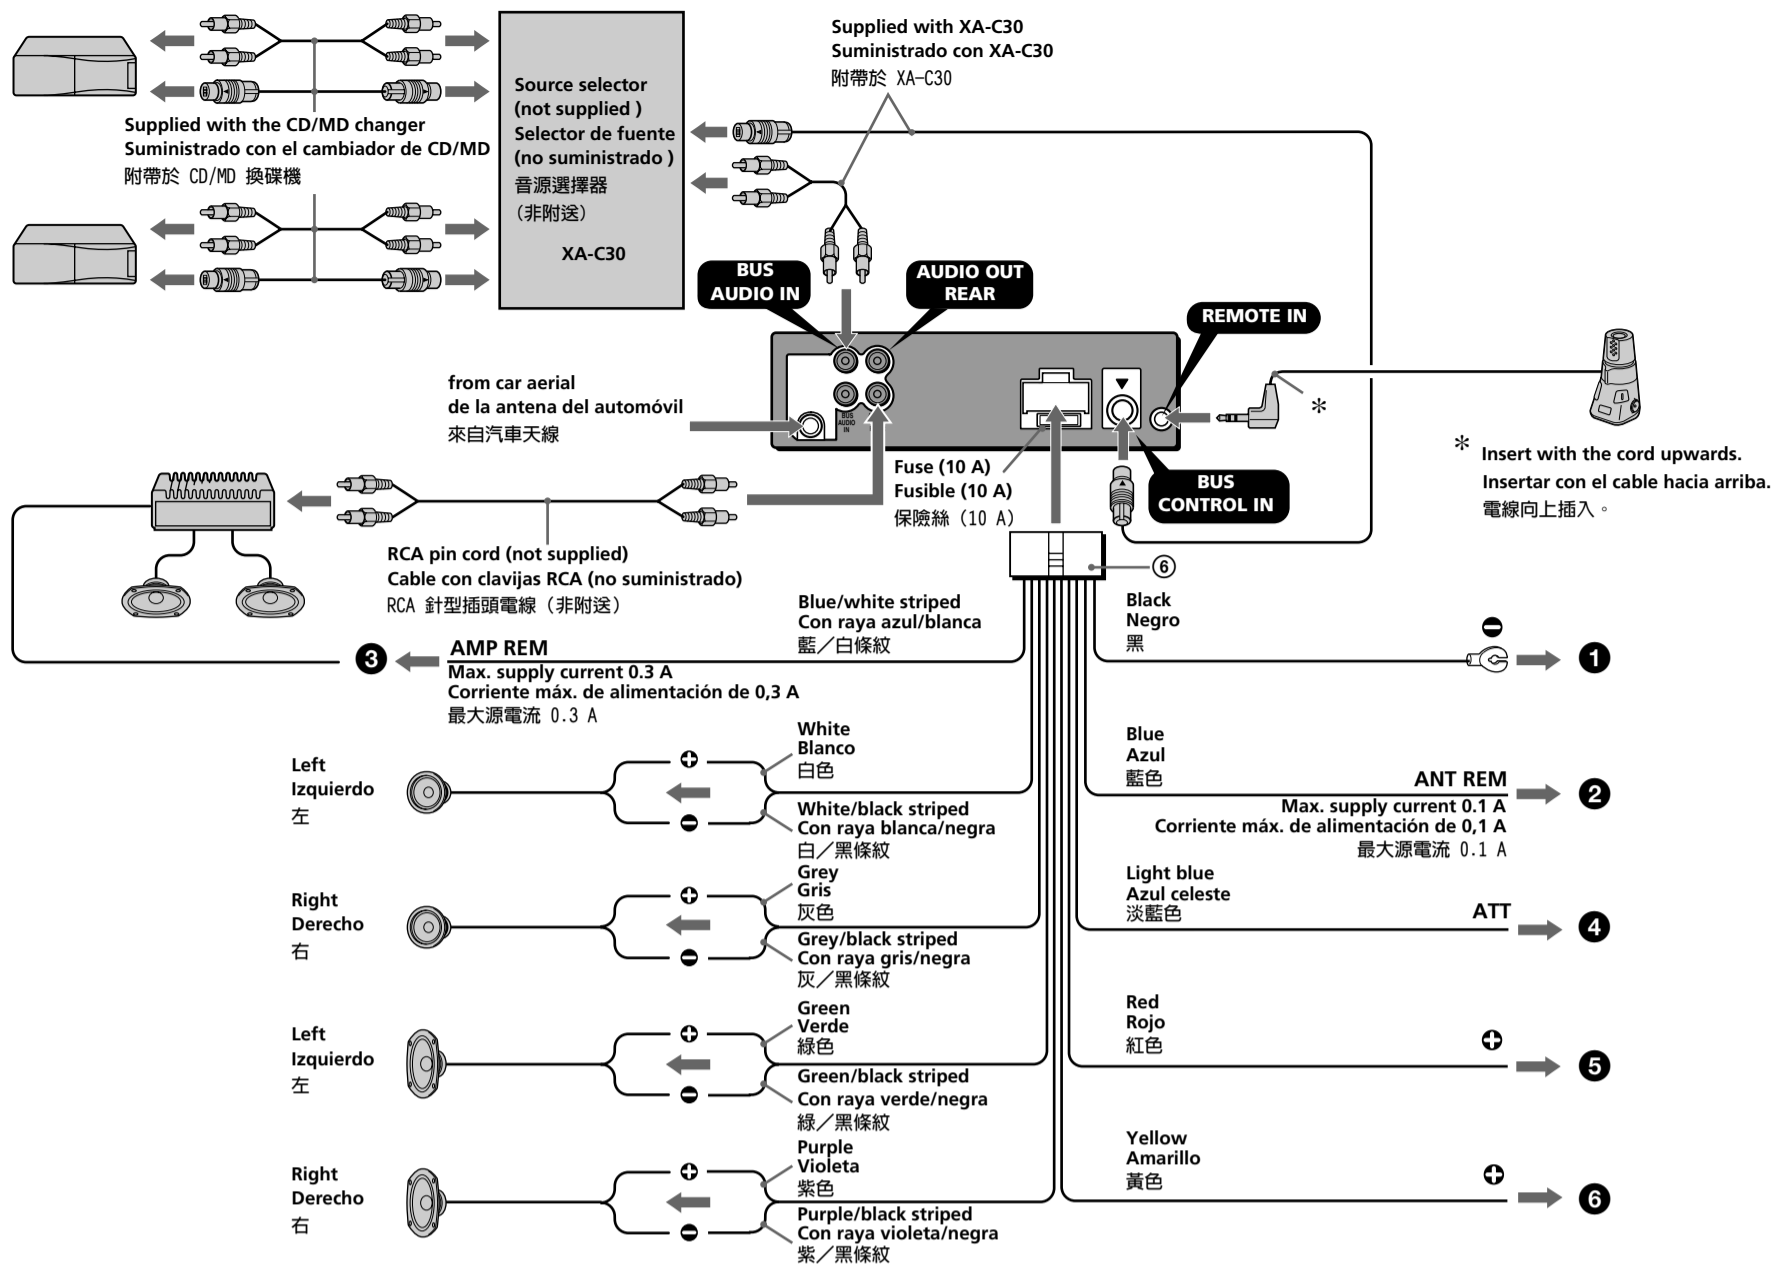 Supplied with XA-C30
Suministrado con XA-C30
附帶於 XA-C30
Source selector
(not supplied )
Selector de fuente
(no suministrado )
音源選擇器
（非附送）
XA-C30
Supplied with the CD/MD changer
Suministrado con el cambiador de CD/MD
附帶於 CD/MD 換碟機
BUS
AUDIO IN
AUDIO OUT
REAR
REMOTE IN
from car aerial
de la antena del automóvil
來自汽車天線
BUS
AUDIO
IN
*
* Insert with the cord upwards.
Insertar con el cable hacia arriba.
電線向上插入。
Fuse (10 A)
Fusible (10 A)
保險絲（10 A）
BUS
CONTROL IN
RCA pin cord (not supplied)
Cable con clavijas RCA (no suministrado)
RCA 針型插頭電線（非附送）
⑥
Blue/white striped
Con raya azul/blanca
藍／白條紋
❸
AMP REM
Max. supply current 0.3 A
Corriente máx. de alimentación de 0,3 A
最大源電流 0.3 A
Black
Negro
黑
❶
White
Blanco
白色
Left
Izquierdo
左
White/black striped
Con raya blanca/negra
白／黑條紋
Blue
Azul
藍色
ANT REM
❷
Max. supply current 0.1 A
Corriente máx. de alimentación de 0,1 A
最大源電流 0.1 A
Grey
Gris
灰色
Right
Derecho
右
Grey/black striped
Con raya gris/negra
灰／黑條紋
Light blue
Azul celeste
淡藍色
ATT
❹
Green
Verde
綠色
Left
Izquierdo
左
Green/black striped
Con raya verde/negra
綠／黑條紋
Red
Rojo
紅色
❺
Purple
Violeta
紫色
Right
Derecho
右
Purple/black striped
Con raya violeta/negra
紫／黑條紋
Yellow
Amarillo
黃色
❻